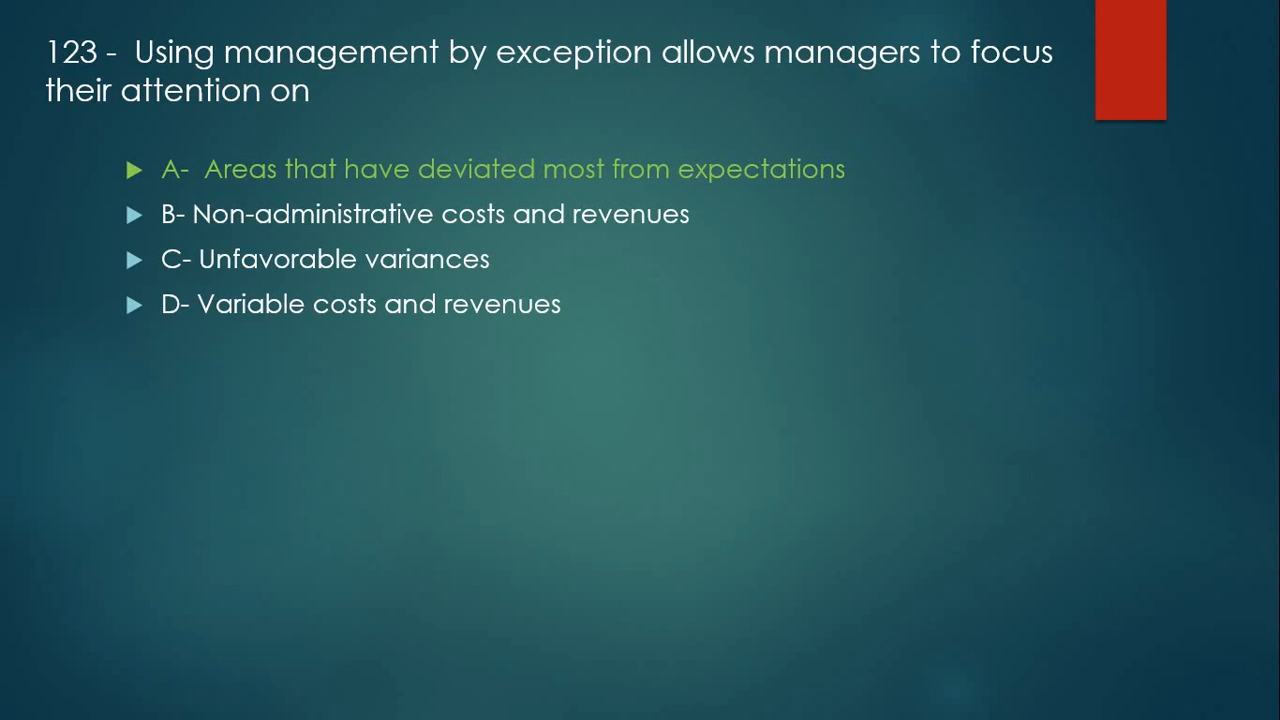 123 -  Using management by exception allows managers to focus
their attention on
A-  Areas that have deviated most from expectations
B- Non-administrative costs and revenues
C- Unfavorable variances
D- Variable costs and revenues